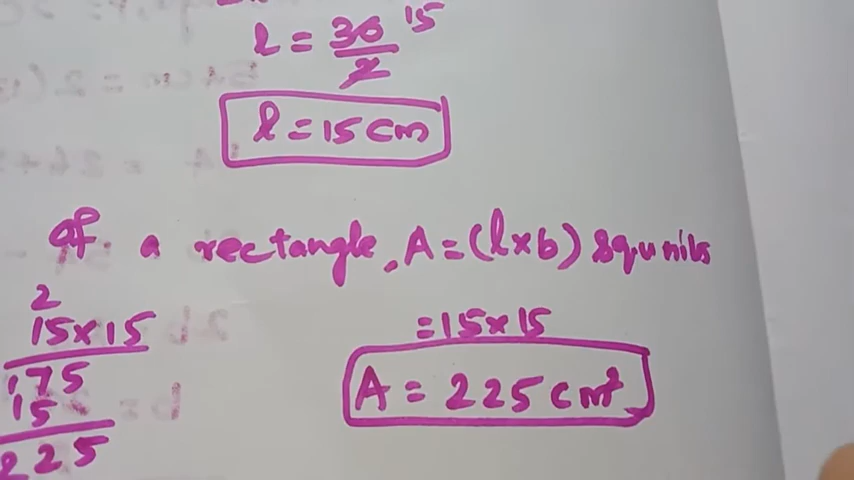 l = 30/2 15
l = 15 cm
of a rectangle, A = (l×b) squnits
2
15×15
= 15×15
175
15
A = 225 cm²
225